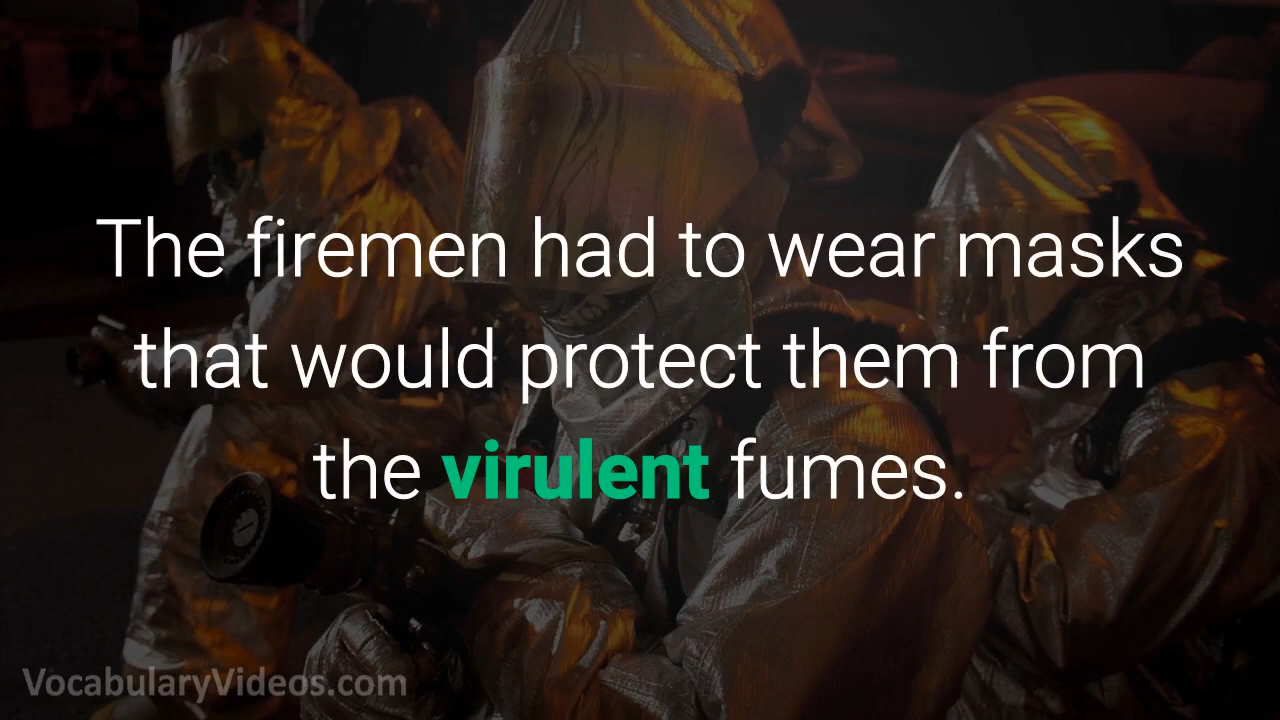 The firemen had to wear masks
that would protect them from
the virulent fumes.
VocabularyVideos.com